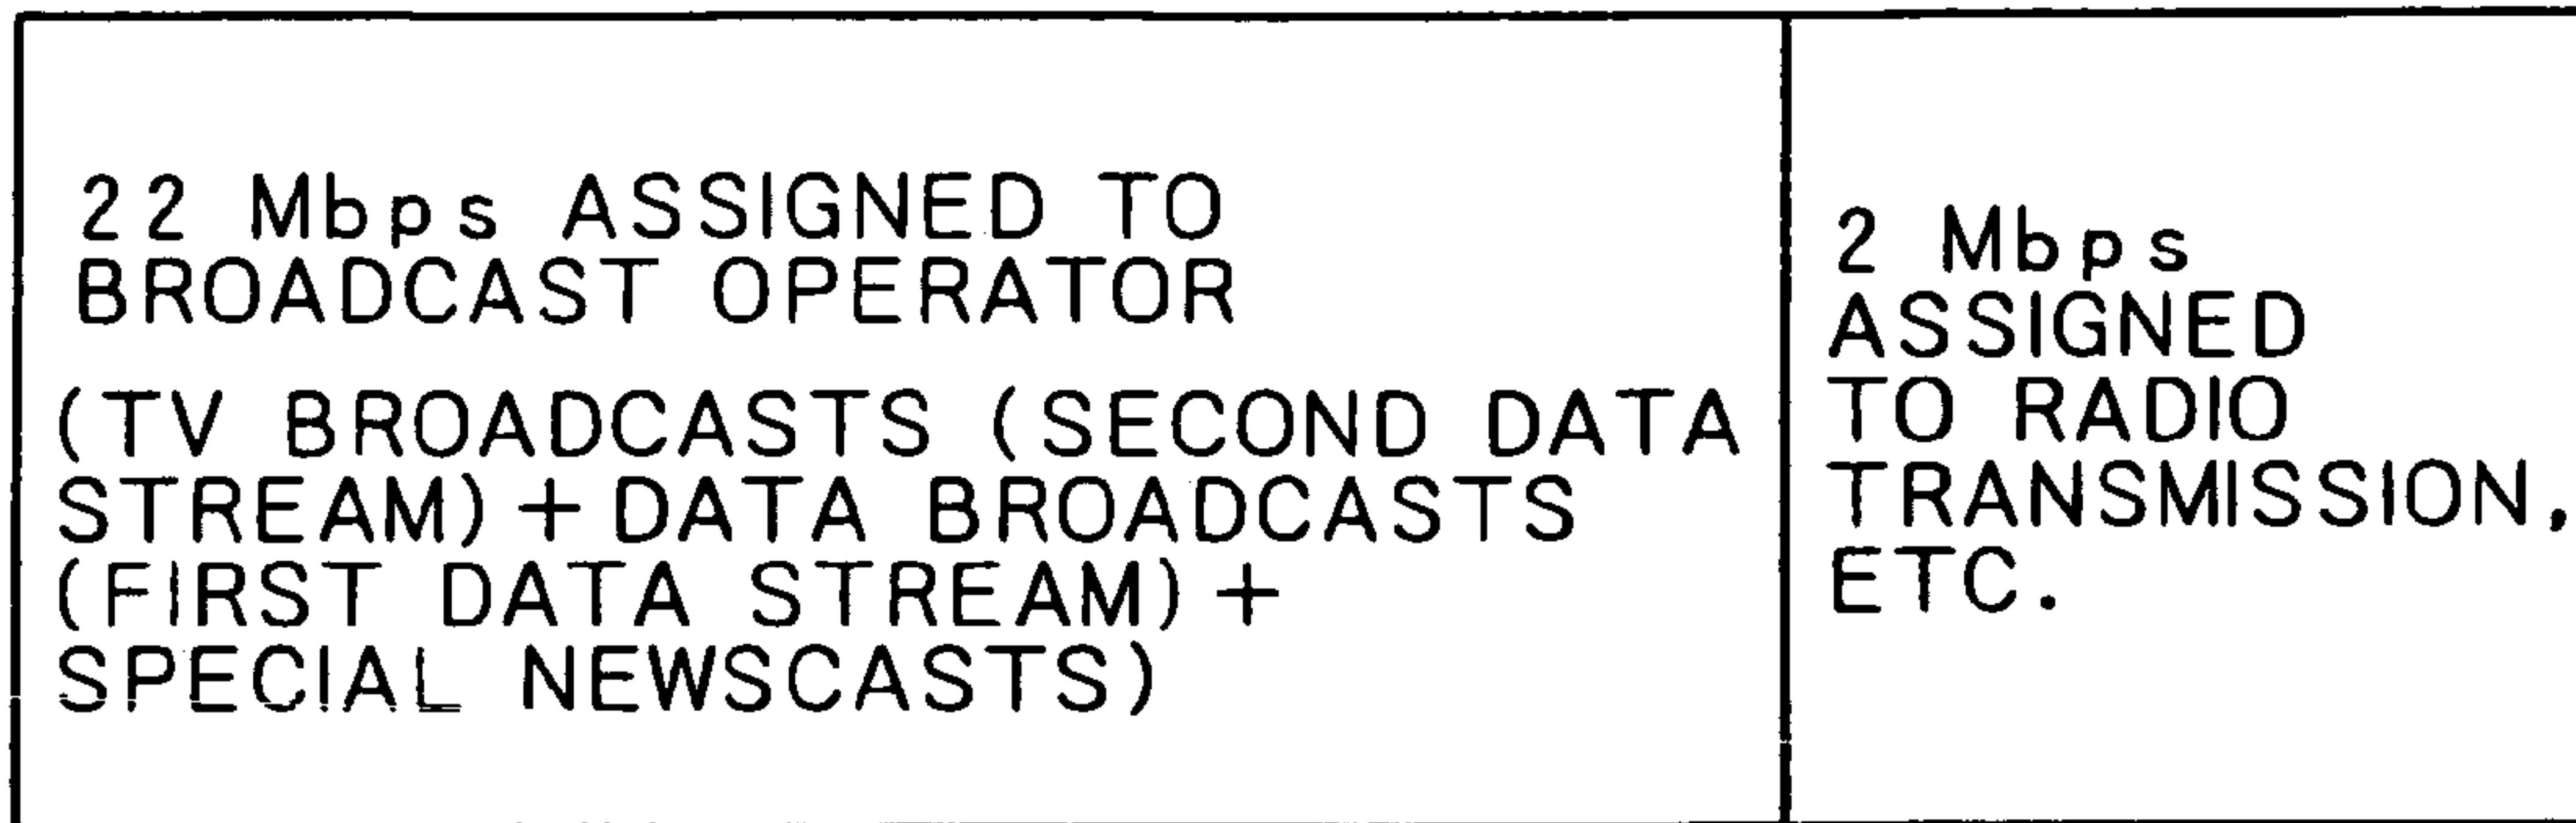 22 Mbps ASSIGNED TO
BROADCAST OPERATOR
(TV BROADCASTS (SECOND DATA
STREAM)+DATA BROADCASTS
(FIRST DATA STREAM)+
SPECIAL NEWSCASTS)
2 Mbps
ASSIGNED
TO RADIO
TRANSMISSION,
ETC.